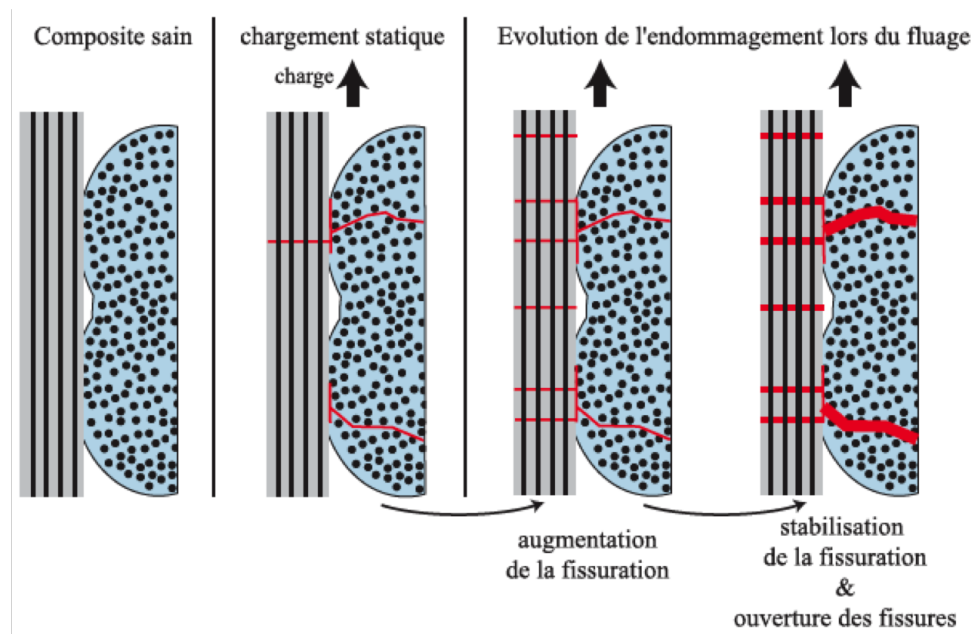 Composite sain
chargement statique
Evolution de l'endommagement lors du fluage
charge
augmentation
de la fissuration
stabilisation
de la fissuration
&
ouverture des fissures